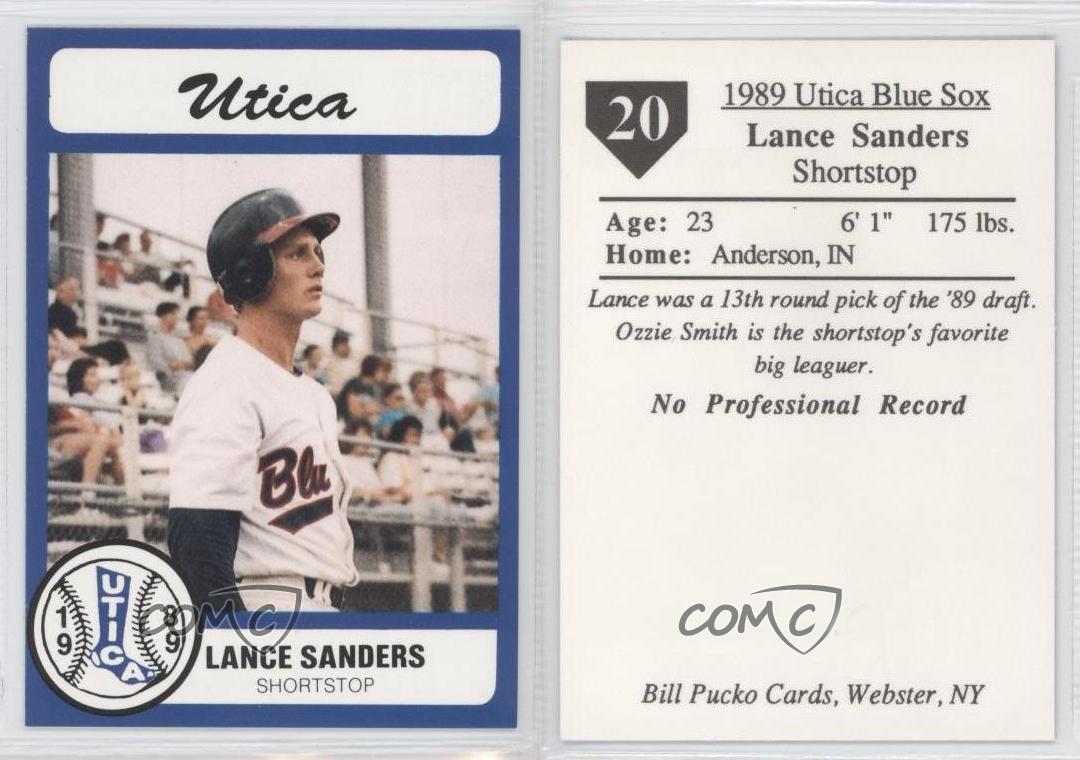 Utica
Blu
UTICA
1989
COMC
LANCE SANDERS
SHORTSTOP
20
1989 Utica Blue Sox
Lance Sanders
Shortstop
Age: 23 6' 1" 175 lbs.
Home: Anderson, IN
Lance was a 13th round pick of the '89 draft.
Ozzie Smith is the shortstop's favorite
big leaguer.
No Professional Record
COMC
Bill Pucko Cards, Webster, NY